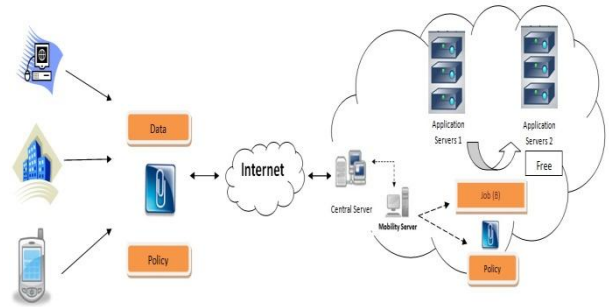 Data
Policy
Internet
Central Server
Mobility Server
Application
Servers 1
Application
Servers 2
Free
Job (B)
Policy